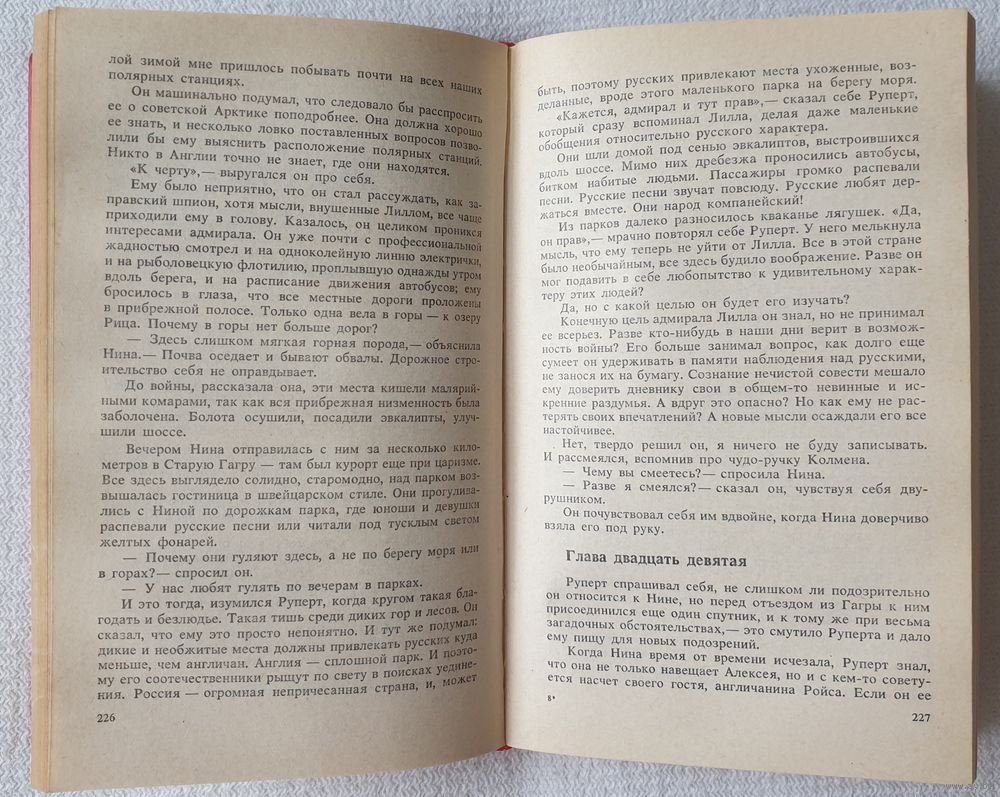 лой зимой мне пришлось побывать почти на всех наших
полярных станциях.
Он машинально подумал, что следовало бы расспросить
ее о советской Арктике поподробнее. Она должна хорошо
ее знать, и несколько ловко поставленных вопросов позво-
лили бы ему выяснить расположение полярных станций.
Никто в Англии точно не знает, где они находятся.
«К черту»,— выругался он про себя.
Ему было неприятно, что он стал рассуждать, как за-
правский шпион, хотя мысли, внушенные Лиллом, все чаще
приходили ему в голову. Казалось, он целиком проникся
интересами адмирала. Он уже почти с профессиональной
жадностью смотрел и на одноколейную линию электрички,
и на рыболовецкую флотилию, проплывшую однажды утром
вдоль берега, и на расписание движения автобусов; ему
бросилось в глаза, что все местные дороги проложены
в прибрежной полосе. Только одна вела в горы — к озеру
Рица. Почему в горы нет больше дорог?
— Здесь слишком мягкая горная порода,— объяснила
Нина.— Почва оседает и бывают обвалы. Дорожное стро-
ительство себя не оправдывает.
До войны, рассказала она, эти места кишели малярий-
ными комарами, так как вся прибрежная низменность была
заболочена. Болота осушили, посадили эвкалипты, улуч-
шили шоссе.
Вечером Нина отправилась с ним за несколько кило-
метров в Старую Гагру — там был курорт еще при царизме.
Все здесь выглядело солидно, старомодно, над парком воз-
вышалась гостиница в швейцарском стиле. Они прогулива-
лись с Ниной по дорожкам парка, где юноши и девушки
распевали русские песни или читали под тусклым светом
желтых фонарей.
— Почему они гуляют здесь, а не по берегу моря или
в горах?— спросил он.
— У нас любят гулять по вечерам в парках.
И это тогда, изумился Руперт, когда кругом такая бла-
годать и безлюдье. Такая тишь среди диких гор и лесов. Он
сказал, что ему это просто непонятно. И тут же подумал:
дикие и необжитые места должны привлекать русских куда
меньше, чем англичан. Англия — сплошной парк. И поэто-
му его соотечественники рыщут по свету в поисках уедине-
ния. Россия — огромная непричесанная страна, и, может
226
быть, поэтому русских привлекают места ухоженные, воз-
деланные, вроде этого маленького парка на берегу моря.
«Кажется, адмирал и тут прав»,— сказал себе Руперт,
который сразу вспоминал Лилла, делая даже маленькие
обобщения относительно русского характера.
Они шли домой под сенью эвкалиптов, выстроившихся
вдоль шоссе. Мимо них дребезжа проносились автобусы,
битком набитые людьми. Пассажиры громко распевали
песни. Русские песни звучат повсюду. Русские любят дер-
жаться вместе. Они народ компанейский!
Из парков далеко разносилось кваканье лягушек. «Да,
он прав»,— мрачно повторял себе Руперт. У него мелькнула
мысль, что ему теперь не уйти от Лилла. Все в этой стране
было необычайным, все здесь будило воображение. Разве он
мог подавить в себе любопытство к удивительному харак-
теру этих людей?
Да, но с какой целью он будет его изучать?
Конечную цель адмирала Лилла он знал, но не принимал
ее всерьез. Разве кто-нибудь в наши дни верит в возмож-
ность войны? Его больше занимал вопрос, как долго еще
сумеет он удерживать в памяти наблюдения над русскими,
не занося их на бумагу. Сознание нечистой совести мешало
ему доверить дневнику свои в общем-то невинные и ис-
кренние раздумья. А вдруг это опасно? Но как ему не рас-
терять своих впечатлений? А новые мысли осаждали его все
настойчивее.
Нет, твердо решил он, я ничего не буду записывать.
И рассмеялся, вспомнив про чудо-ручку Колмена.
— Чему вы смеетесь?— спросила Нина.
— Разве я смеялся?— сказал он, чувствуя себя дву-
рушником.
Он почувствовал себя им вдвойне, когда Нина доверчиво
взяла его под руку.
Глава двадцать девятая
Руперт спрашивал себя, не слишком ли подозрительно
он относится к Нине, но перед отъездом из Гагры к ним
присоединился еще один спутник, и к тому же при весьма
загадочных обстоятельствах,— это смутило Руперта и дало
ему пищу для новых подозрений.
Когда Нина время от времени исчезала, Руперт знал,
что она не только навещает Алексея, но и с кем-то совету-
ется насчет своего гостя, англичанина Ройса. Если он ее
8*
227